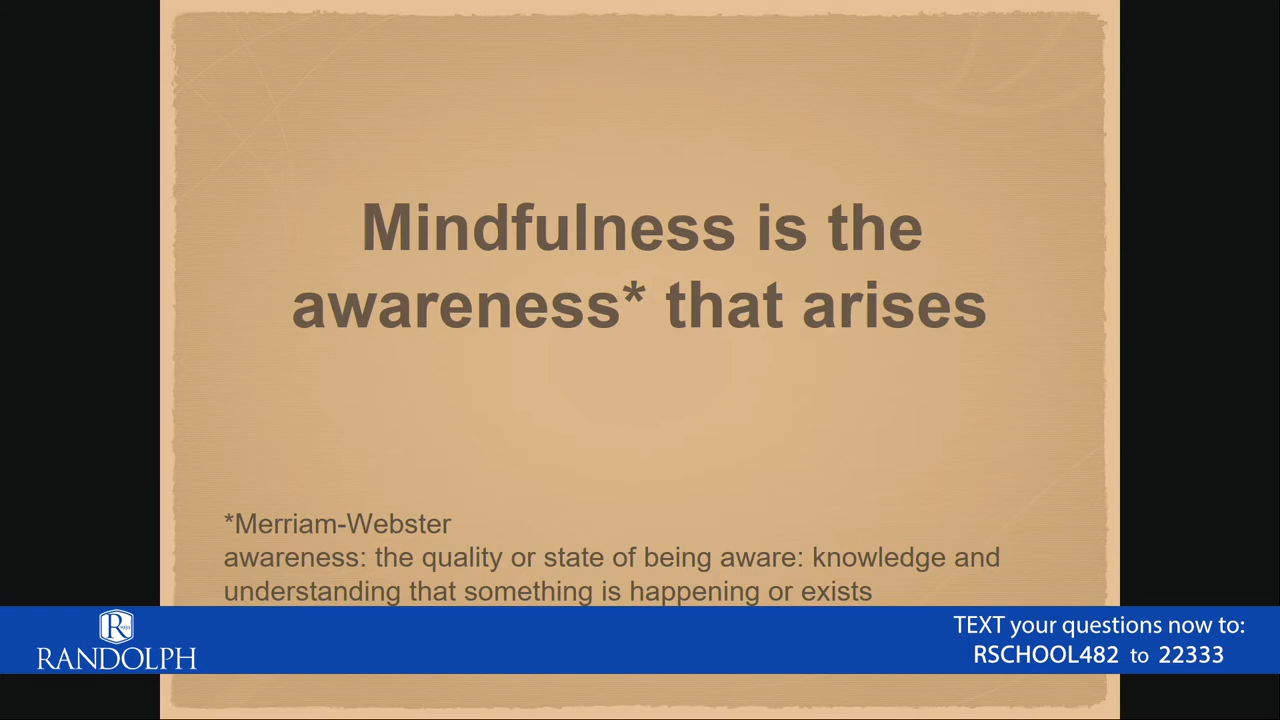 Mindfulness is the
awareness* that arises
*Merriam-Webster
awareness: the quality or state of being aware: knowledge and
understanding that something is happening or exists
R
RANDOLPH
TEXT your questions now to:
RSCHOOL482 to 22333